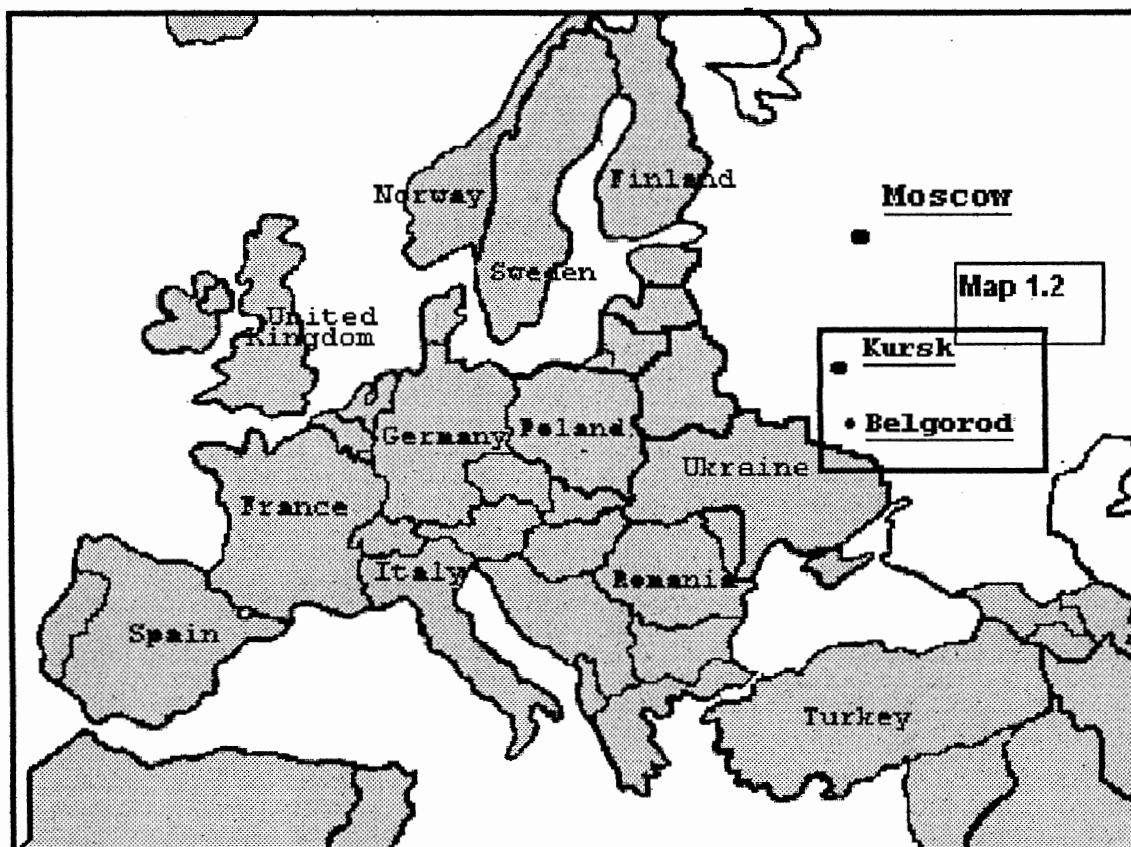 Norway
Finland
Moscow
Sweden
Map 1.2
United
Kingdom
Kursk
Germany
Poland
Belgorod
Ukraine
France
Italy
Romania
Spain
Turkey